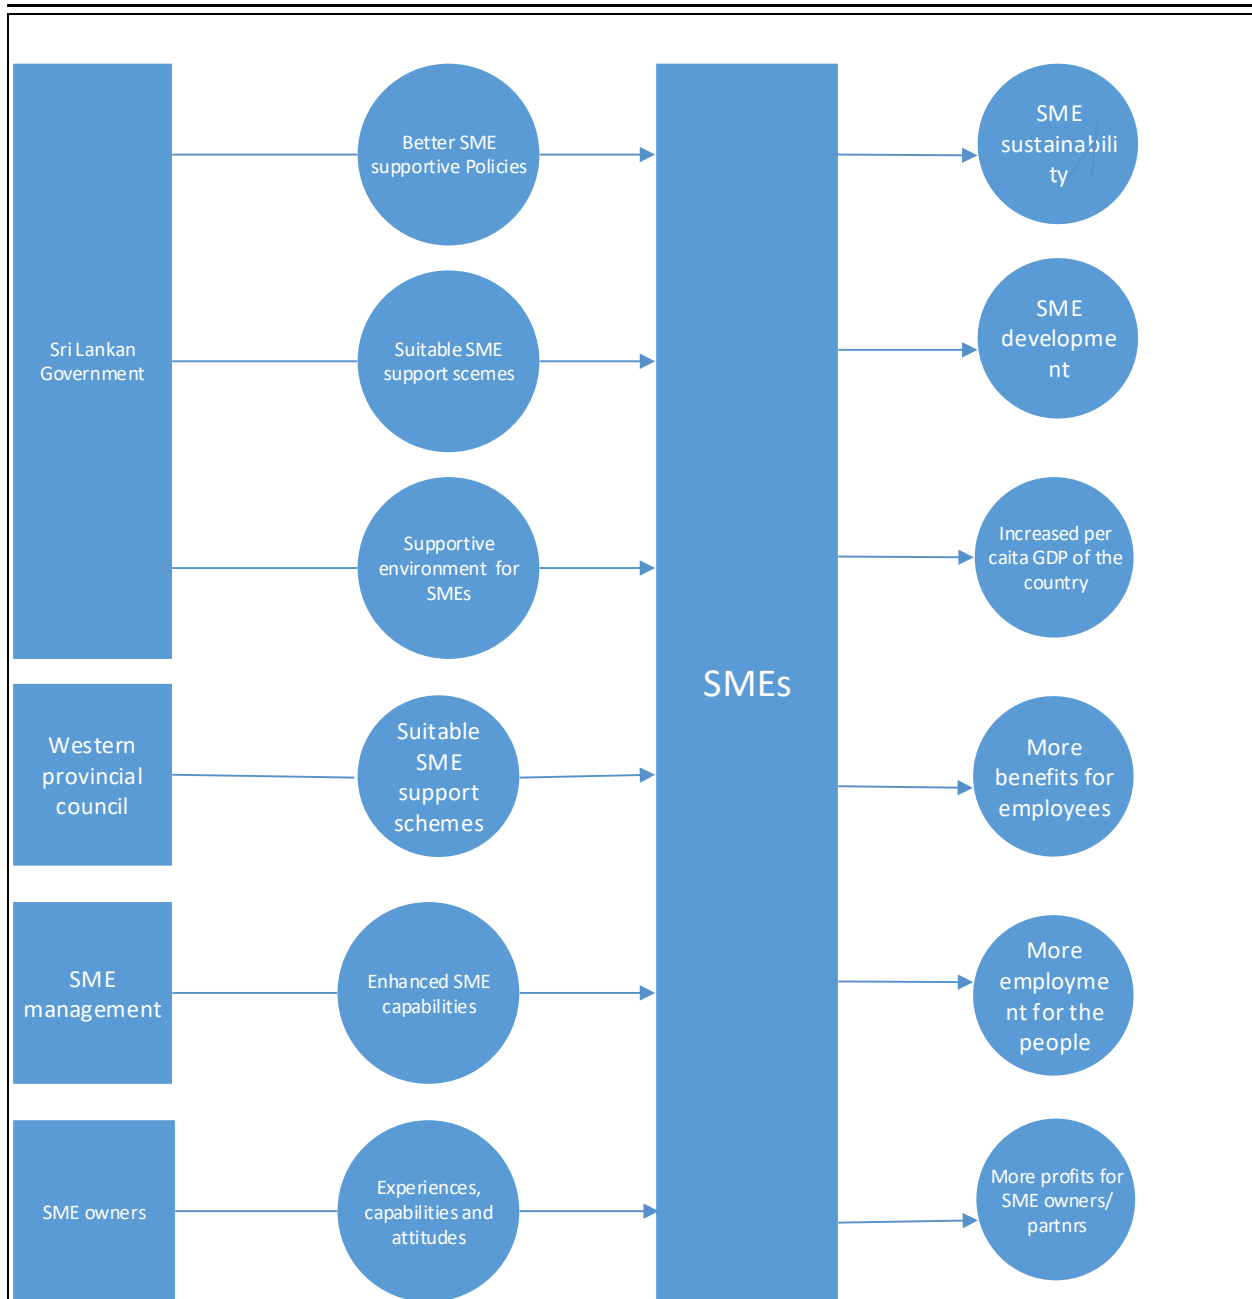 Sri Lankan
Government
Better SME
supportive Policies
Suitable SME
support scemes
Supportive
environment for
SMEs
Western
provincial
council
Suitable
SME
support
schemes
SME
management
Enhanced SME
capabilities
SME owners
Experiences,
capabilities and
attitudes
SMEs
SME
sustainabili
ty
SME
developme
nt
Increased per
caita GDP of the
country
More
benefits for
employees
More
employme
nt for the
people
More profits for
SME owners/
partnrs